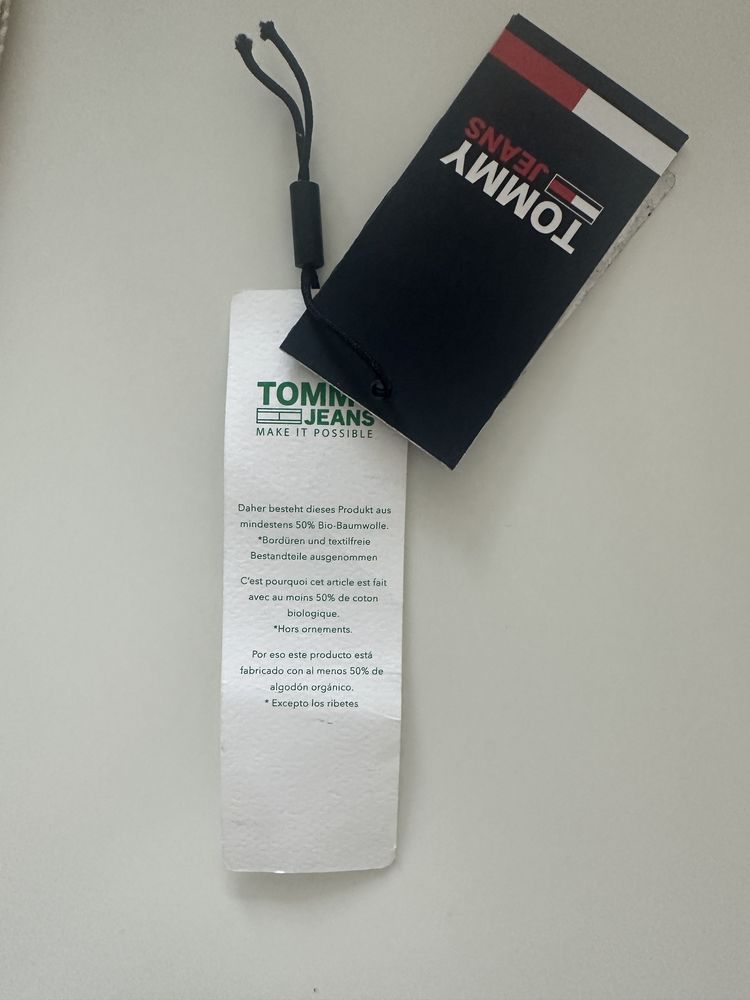 TOMMY
JEANS
TOMM
JEANS
MAKE IT POSSIBLE
Daher besteht dieses Produkt aus
mindestens 50% Bio-Baumwolle.
*Bordüren und textilfreie
Bestandteile ausgenommen
C'est pourquoi cet article est fait
avec au moins 50% de coton
biologique.
*Hors ornements.
Por eso este producto está
fabricado con al menos 50% de
algodón orgánico.
* Excepto los ribetes